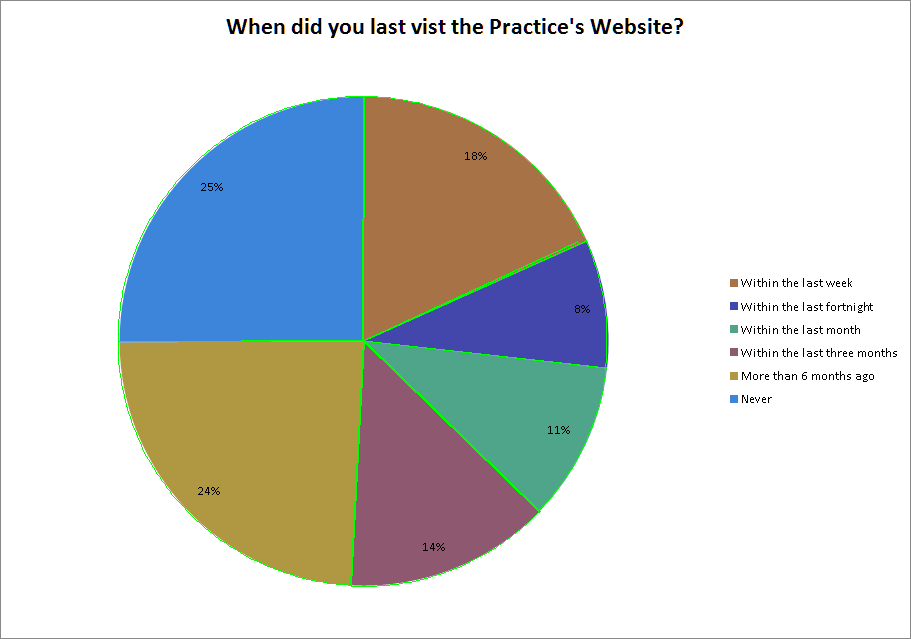 When did you last vist the Practice's Website?
18%
25%
8%
11%
24%
14%
Within the last week
Within the last fortnight
Within the last month
Within the last three months
More than 6 months ago
Never